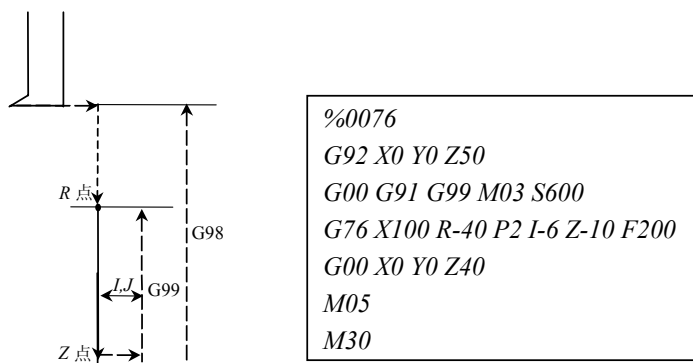 R 点
G98
I,J
G99
Z 点
%0076
G92 X0 Y0 Z50
G00 G91 G99 M03 S600
G76 X100 R-40 P2 I-6 Z-10 F200
G00 X0 Y0 Z40
M05
M30